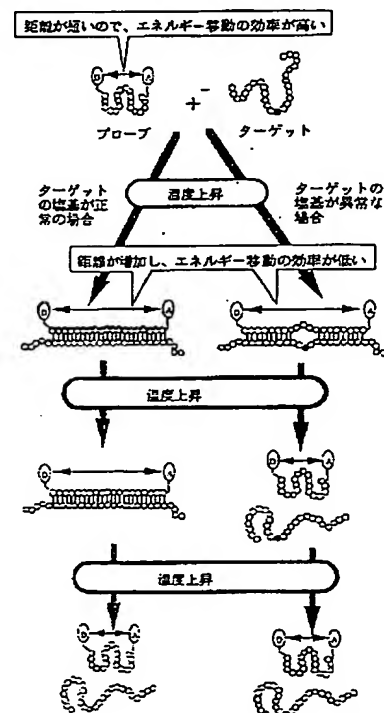 距離が短いので、エネルギー移動の効率が高い
D A
+ -
プローブ ターゲット
ターゲット
の塩基が正
常の場合
温度上昇
ターゲットの
塩基が異常な
場合
距離が増加し、エネルギー移動の効率が低い
D A D A
温度上昇
D A D A
温度上昇
D A D A